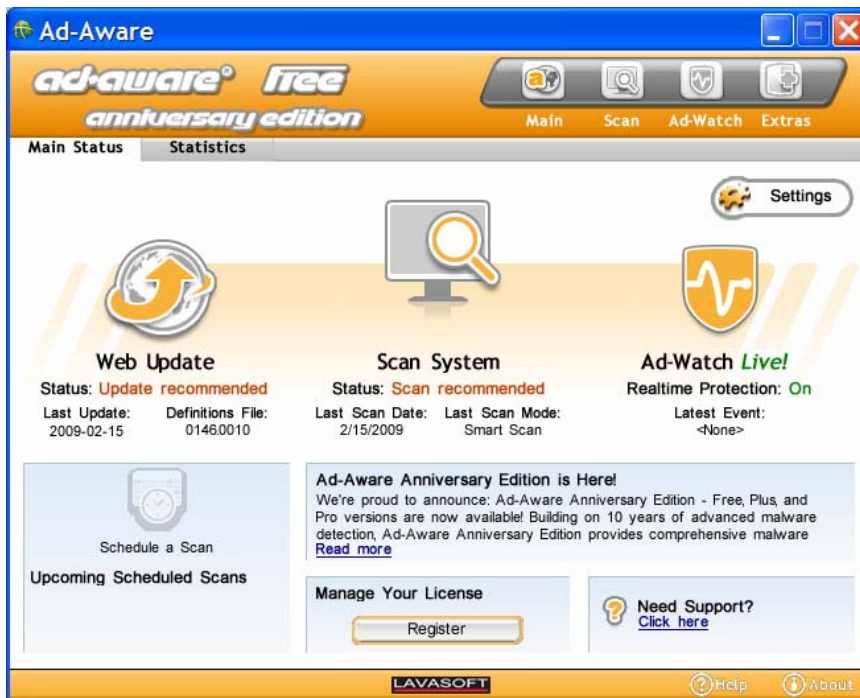 Ad-Aware
ad-aware° free
anniversary edition
Main Scan Ad-Watch Extras
Main Status Statistics
Settings
Web Update
Status: Update recommended
Last Update: Definitions File:
2009-02-15 0146.0010
Scan System
Status: Scan recommended
Last Scan Date: Last Scan Mode:
2/15/2009 Smart Scan
Ad-Watch Live!
Realtime Protection: On
Latest Event:
<None>
Schedule a Scan
Upcoming Scheduled Scans
Ad-Aware Anniversary Edition is Here!
We're proud to announce: Ad-Aware Anniversary Edition - Free, Plus, and
Pro versions are now available! Building on 10 years of advanced malware
detection, Ad-Aware Anniversary Edition provides comprehensive malware
Read more
Manage Your License
Register
Need Support?
Click here
LAVASOFT
Help About